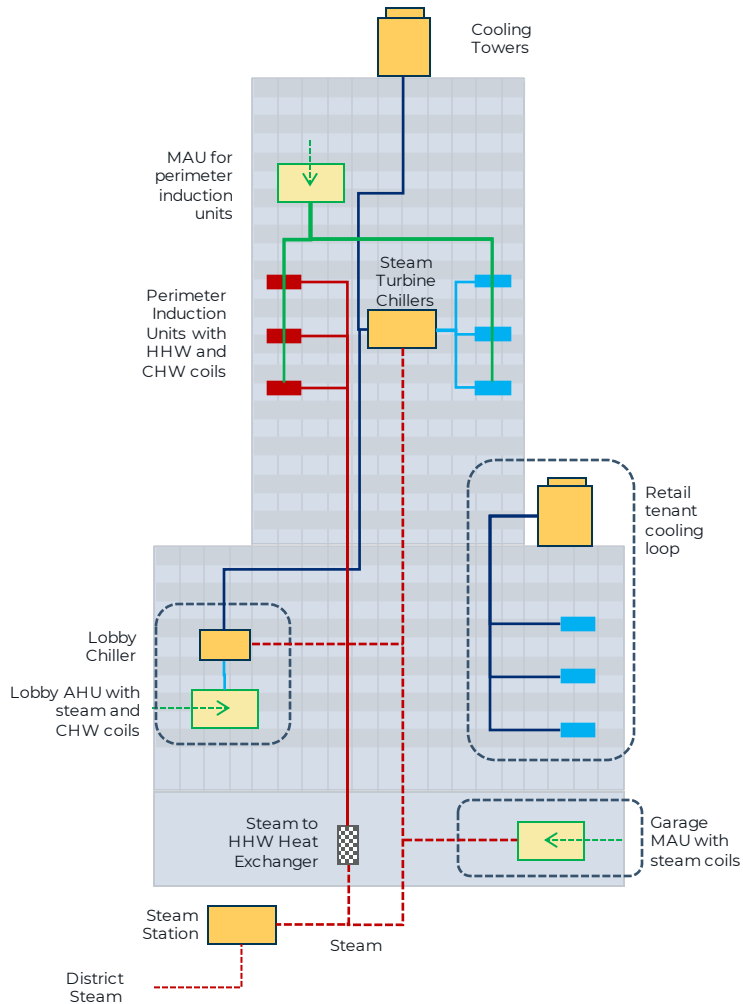 Cooling
Towers
MAU for
perimeter
induction
units
Steam
Turbine
Chillers
Perimeter
Induction
Units with
HHW and
CHW coils
Retail
tenant
cooling
loop
Lobby
Chiller
Lobby AHU with
steam and
CHW coils
Steam to
HHW Heat
Exchanger
Garage
MAU with
steam coils
Steam
Station
Steam
District
Steam